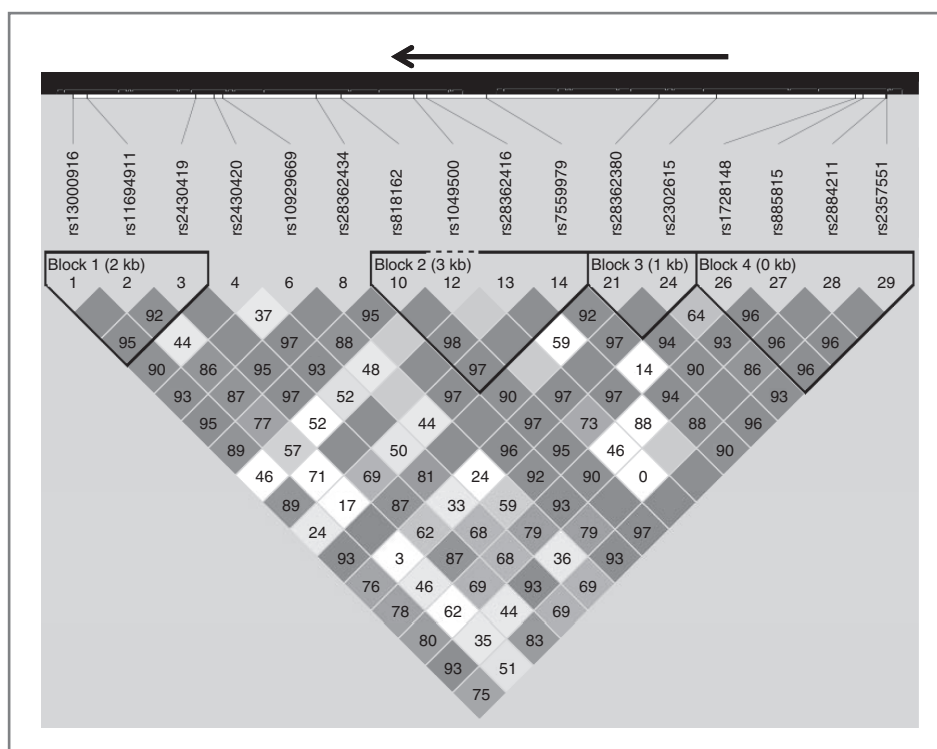 rs13000916
rs11694911
rs2430419
rs2430420
rs10929669
rs28362434
rs818162
rs1049500
rs28362416
rs7559979
rs28362380
rs2302615
rs1728148
rs885815
rs2884211
rs2357551
Block 1 (2 kb) Block 2 (3 kb) Block 3 (1 kb) Block 4 (0 kb)
1 2 3 4 6 8 10 12 13 14 21 24 26 27 28 29
92 37 95 92 64 96
95 44 97 88 98 59 97 94 93 96 96
90 86 95 93 48 97 14 90 86 96
93 87 97 52 97 90 97 97 94 93
95 77 52 44 97 73 88 88 96
89 57 50 96 95 46 90
46 71 69 81 24 92 90 0
89 17 87 33 59 93
24 62 68 79 79 97
93 3 87 68 36 93
76 46 69 93 69
78 62 44 69
80 35 83
93 51
75